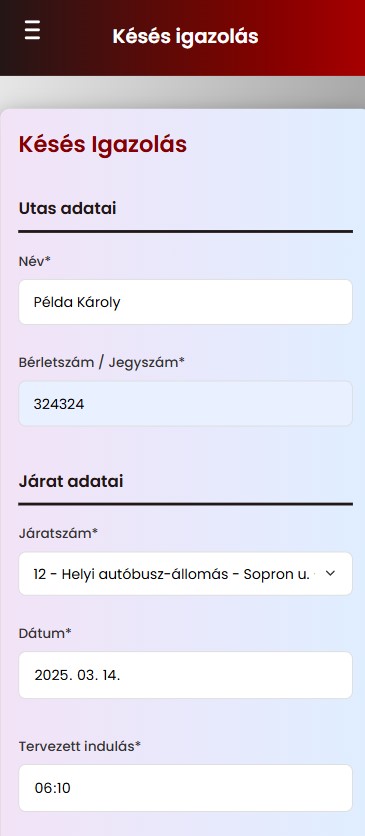 Késés igazolás
Késés Igazolás
Utas adatai
Név*
Példa Károly
Bérletszám / Jegyszám*
324324
Járat adatai
Járatszám*
12 - Helyi autóbusz-állomás - Sopron u.
Dátum*
2025. 03. 14.
Tervezett indulás*
06:10